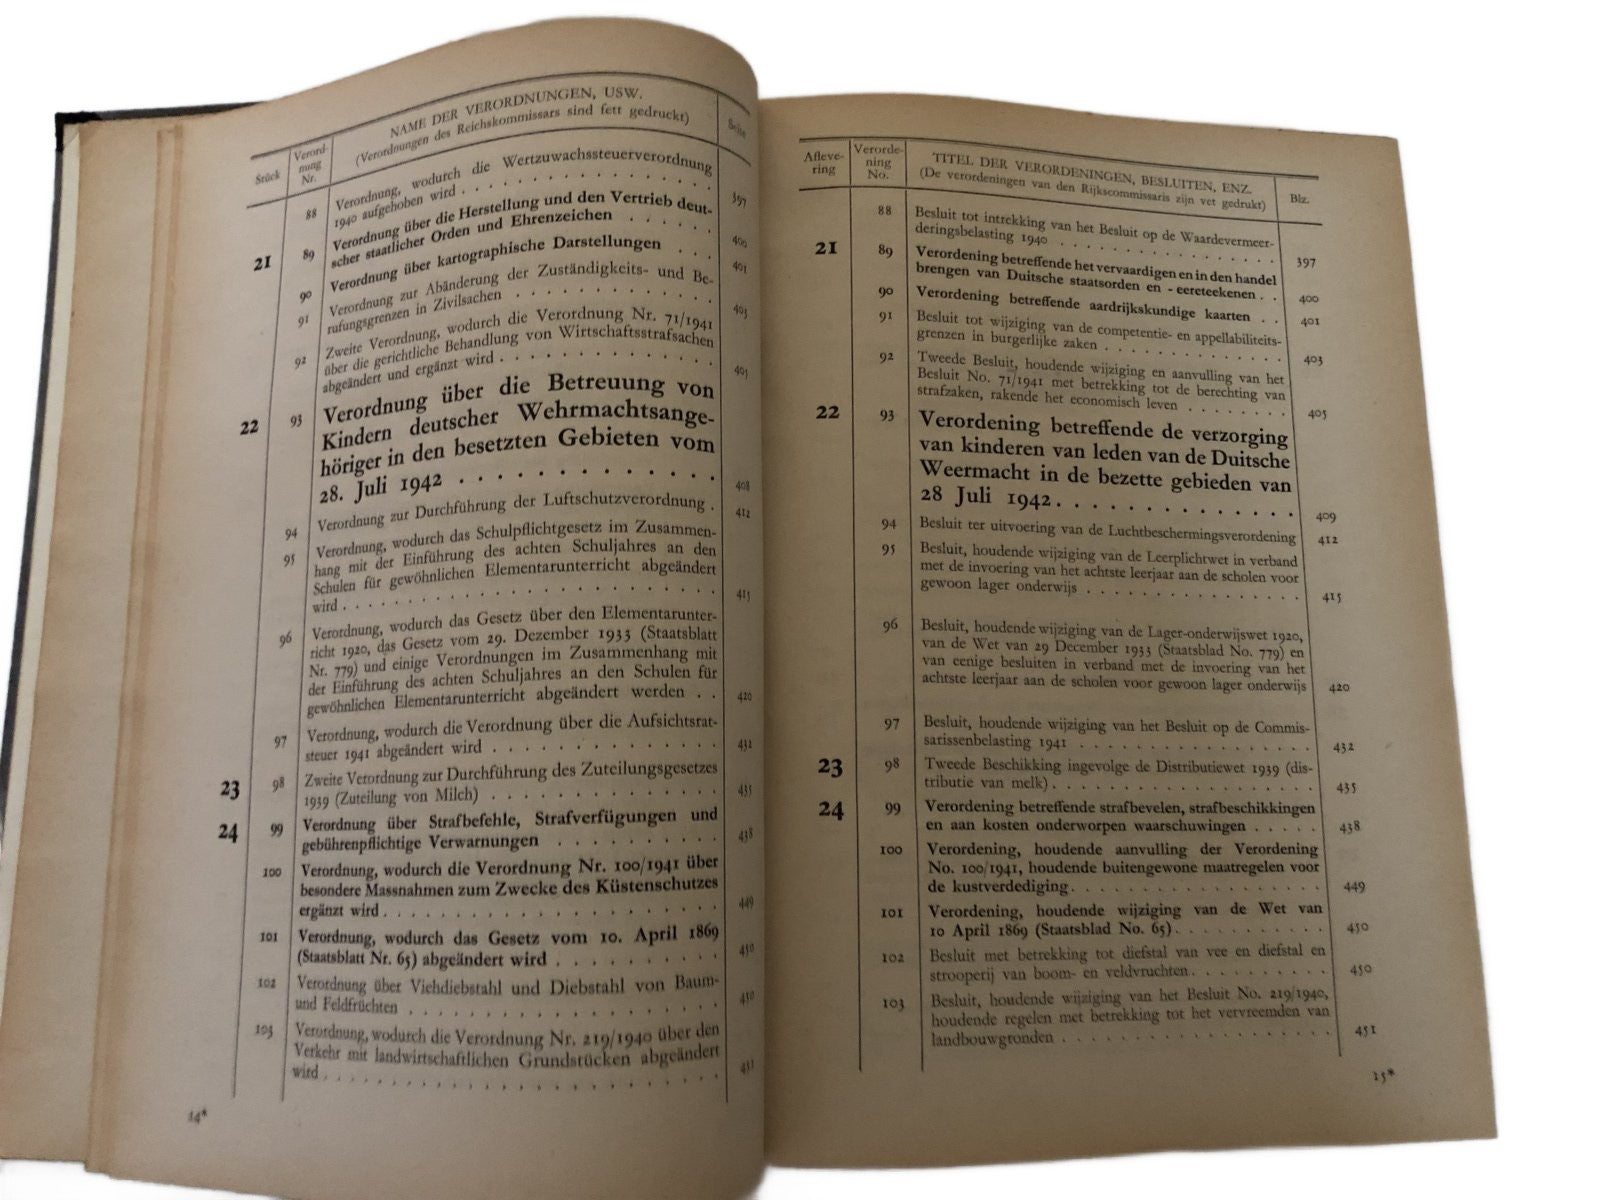 NAME DER VERORDNUNGEN, USW.
(Verordnungen des Reichskommissars sind fett gedruckt)
Stück
Verord-
nung
Nr.
Seite
88 Verordnung, wodurch die Wertzuwachssteuerverordnung
1940 aufgehoben wird . . . . . . . . . . . . . . . . 397
21 89 Verordnung über die Herstellung und den Vertrieb deut-
scher staatlicher Orden und Ehrenzeichen . . . . . 400
90 Verordnung über kartographische Darstellungen . . . 401
91 Verordnung zur Abänderung der Zuständigkeits- und Be-
rufungsgrenzen in Zivilsachen . . . . . . . . . . . . 403
92 Zweite Verordnung, wodurch die Verordnung Nr. 71/1941
über die gerichtliche Behandlung von Wirtschaftsstrafsachen
abgeändert und ergänzt wird . . . . . . . . . . . . . 405
22 93 Verordnung über die Betreuung von
Kindern deutscher Wehrmachtsange-
höriger in den besetzten Gebieten vom
28. Juli 1942 . . . . . . . . . . . . 408
94 Verordnung zur Durchführung der Luftschutzverordnung . 412
95 Verordnung, wodurch das Schulpflichtgesetz im Zusammen-
hang mit der Einführung des achten Schuljahres an den
Schulen für gewöhnlichen Elementarunterricht abgeändert
wird . . . . . . . . . . . . . . . . . . . . . . . . 415
96 Verordnung, wodurch das Gesetz über den Elementarunter-
richt 1920, das Gesetz vom 29. Dezember 1933 (Staatsblatt
Nr. 779) und einige Verordnungen im Zusammenhang mit
der Einführung des achten Schuljahres an den Schulen für
gewöhnlichen Elementarunterricht abgeändert werden . . 420
97 Verordnung, wodurch die Verordnung über die Aufsichtsrat-
steuer 1941 abgeändert wird . . . . . . . . . . . . . 432
23 98 Zweite Verordnung zur Durchführung des Zuteilungsgesetzes
1939 (Zuteilung von Milch) . . . . . . . . . . . . . 435
24 99 Verordnung über Strafbefehle, Strafverfügungen und
gebührenpflichtige Verwarnungen . . . . . . . . . . 438
100 Verordnung, wodurch die Verordnung Nr. 100/1941 über
besondere Massnahmen zum Zwecke des Küstenschutzes
ergänzt wird . . . . . . . . . . . . . . . . . . . . 449
101 Verordnung, wodurch das Gesetz vom 10. April 1869
(Staatsblatt Nr. 65) abgeändert wird . . . . . . . . . 450
102 Verordnung über Viehdiebstahl und Diebstahl von Baum-
und Feldfrüchten . . . . . . . . . . . . . . . . . . 450
103 Verordnung, wodurch die Verordnung Nr. 219/1940 über den
Verkehr mit landwirtschaftlichen Grundstücken abgeändert
wird . . . . . . . . . . . . . . . . . . . . . . . . 451
14*
Afleve-
ring
Verorde-
ning
No.
TITEL DER VERORDENINGEN, BESLUITEN, ENZ.
(De verordeningen van den Rijkscommissaris zijn vet gedrukt)
Blz.
88 Besluit tot intrekking van het Besluit op de Waardevermeer-
deringsbelasting 1940 . . . . . . . . . . . . . . . . 397
21 89 Verordening betreffende het vervaardigen en in den handel
brengen van Duitsche staatsorden en -eereteekenen . . 400
90 Verordening betreffende aardrijkskundige kaarten . . 401
91 Besluit tot wijziging van de competentie- en appellabiliteits-
grenzen in burgerlijke zaken . . . . . . . . . . . . . 403
92 Tweede Besluit, houdende wijziging en aanvulling van het
Besluit No. 71/1941 met betrekking tot de berechting van
strafzaken, rakende het economisch leven . . . . . . . . 405
22 93 Verordening betreffende de verzorging
van kinderen van leden van de Duitsche
Weermacht in de bezette gebieden van
28 Juli 1942 . . . . . . . . . . . . . 409
94 Besluit ter uitvoering van de Luchtbeschermingsverordening 412
95 Besluit, houdende wijziging van de Leerplichtwet in verband
met de invoering van het achtste leerjaar aan de scholen voor
gewoon lager onderwijs . . . . . . . . . . . . . . . 415
96 Besluit, houdende wijziging van de Lager-onderwijswet 1920,
van de Wet van 29 December 1933 (Staatsblad No. 779) en
van eenige besluiten in verband met de invoering van het
achtste leerjaar aan de scholen voor gewoon lager onderwijs 420
97 Besluit, houdende wijziging van het Besluit op de Commis-
sarissenbelasting 1941 . . . . . . . . . . . . . . . . 432
23 98 Tweede Beschikking ingevolge de Distributiewet 1939 (dis-
tributie van melk) . . . . . . . . . . . . . . . . . . 435
24 99 Verordening betreffende strafbevelen, strafbeschikkingen
en aan kosten onderworpen waarschuwingen . . . . . 438
100 Verordening, houdende aanvulling der Verordening
No. 100/1941, houdende buitengewone maatregelen voor
de kustverdediging . . . . . . . . . . . . . . . . . 449
101 Verordening, houdende wijziging van de Wet van
10 April 1869 (Staatsblad No. 65) . . . . . . . . . . . 450
102 Besluit met betrekking tot diefstal van vee en diefstal en
strooperij van boom- en veldvruchten . . . . . . . . . . 450
103 Besluit, houdende wijziging van het Besluit No. 219/1940,
houdende regelen met betrekking tot het vervreemden van
landbouwgronden . . . . . . . . . . . . . . . . . . 451
15*